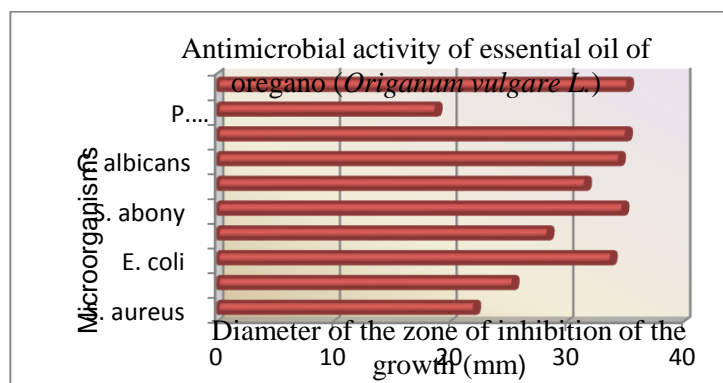 Antimicrobial activity of essential oil of
oregano (Origanum vulgare L.)
Microorganisms
P....
C. albicans
S. abony
E. coli
S. aureus
0 10 20 30 40
Diameter of the zone of inhibition of the
growth (mm)